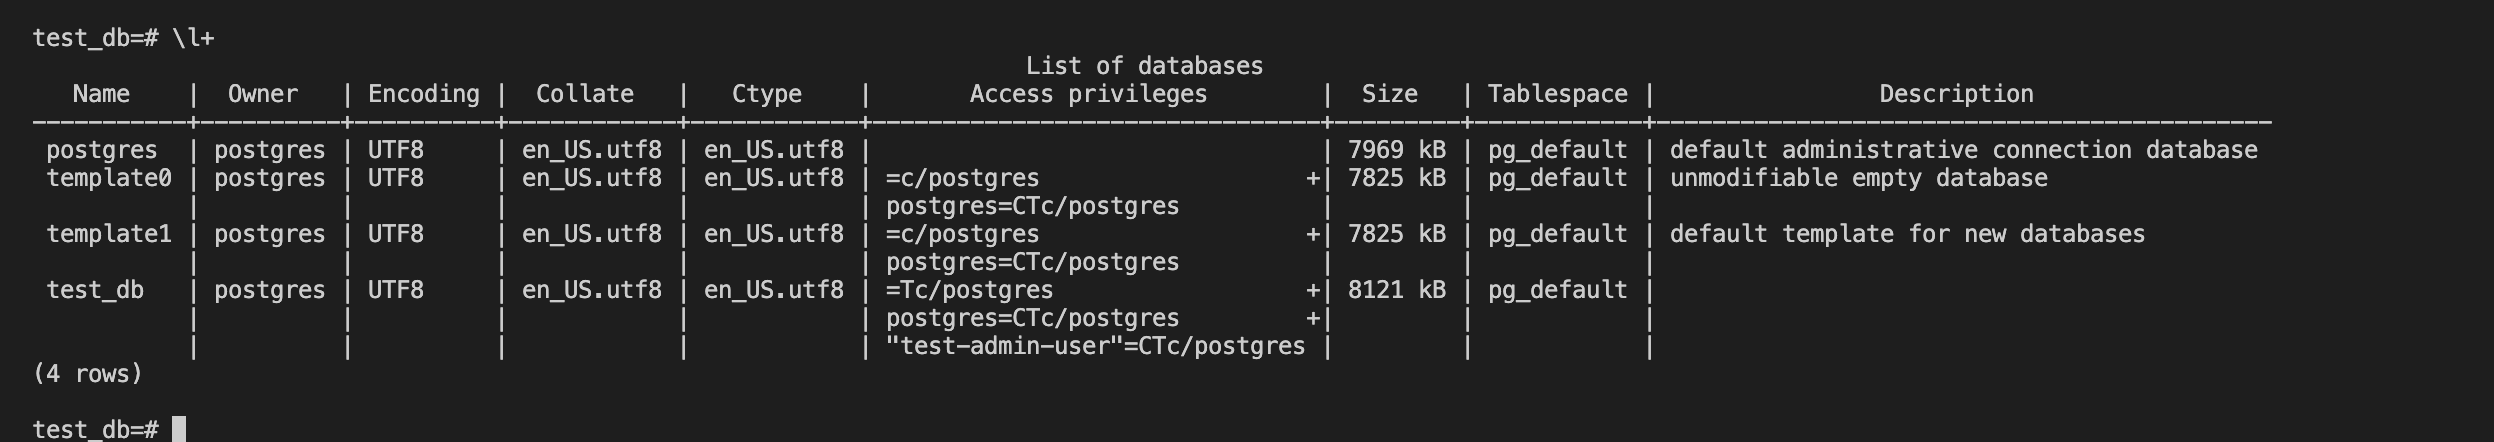 test_db=# \l+
                                                                       List of databases
   Name    |  Owner   | Encoding |  Collate   |   Ctype    |       Access privileges        |  Size   | Tablespace |                Description                 
-----------+----------+----------+------------+------------+--------------------------------+---------+------------+--------------------------------------------
 postgres  | postgres | UTF8     | en_US.utf8 | en_US.utf8 |                                | 7969 kB | pg_default | default administrative connection database
 template0 | postgres | UTF8     | en_US.utf8 | en_US.utf8 | =c/postgres                   +| 7825 kB | pg_default | unmodifiable empty database
           |          |          |            |            | postgres=CTc/postgres          |         |            | 
 template1 | postgres | UTF8     | en_US.utf8 | en_US.utf8 | =c/postgres                   +| 7825 kB | pg_default | default template for new databases
           |          |          |            |            | postgres=CTc/postgres          |         |            | 
 test_db   | postgres | UTF8     | en_US.utf8 | en_US.utf8 | =Tc/postgres                  +| 8121 kB | pg_default | 
           |          |          |            |            | postgres=CTc/postgres         +|         |            | 
           |          |          |            |            | "test-admin-user"=CTc/postgres |         |            | 
(4 rows)
test_db=#